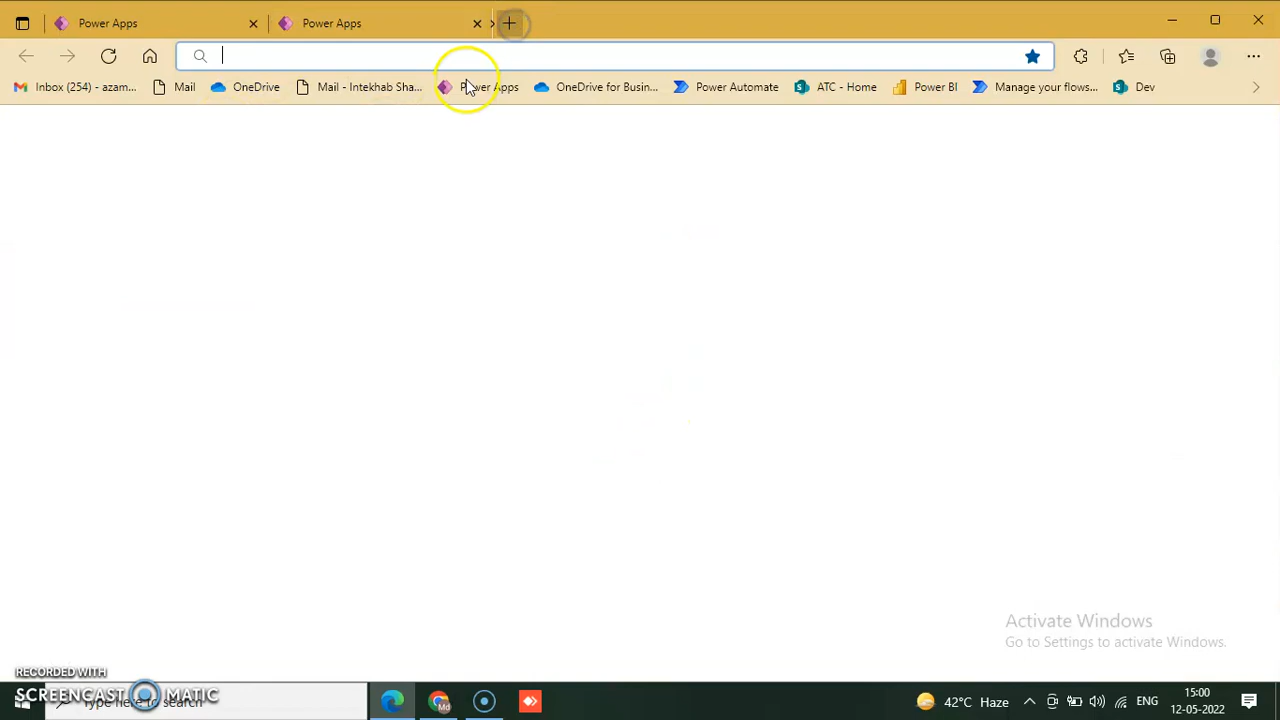 Power Apps
Power Apps
Inbox (254) - azam...
Mail
OneDrive
Mail - Intekhab Sha...
Power Apps
OneDrive for Busin...
Power Automate
ATC - Home
Power BI
Manage your flows...
Dev
Activate Windows
Go to Settings to activate Windows.
RECORDED WITH
SCREENCAST MATIC
Type here to search
42°C Haze
ENG
15:00
12-05-2022